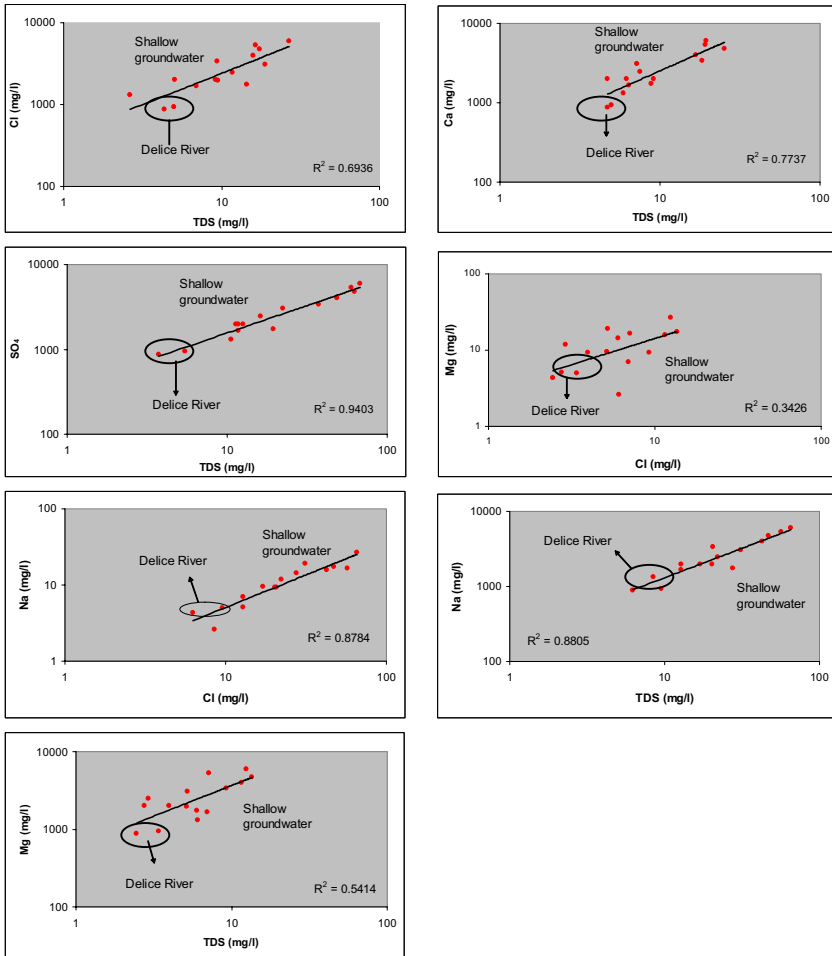 10000
Shallow
groundwater
Cl (mg/l)
1000
Delice River
R² = 0.6936
100
1 10 100
TDS (mg/l)
10000
Shallow
groundwater
Ca (mg/l)
1000
Delice River
R² = 0.7737
100
1 10 100
TDS (mg/l)
10000
Shallow
groundwater
SO₄
1000
Delice River
R² = 0.9403
100
1 10 100
TDS (mg/l)
100
Mg (mg/l)
10
Shallow
groundwater
Delice River
R² = 0.3426
1
1 10 100
Cl (mg/l)
100
Shallow
groundwater
Delice River
Na (mg/l)
10
R² = 0.8784
1
1 10 100
Cl (mg/l)
10000
Delice River
Na (mg/l)
1000
Shallow
groundwater
R² = 0.8805
100
1 10 100
TDS (mg/l)
10000
Shallow
groundwater
Mg (mg/l)
1000
Delice River
R² = 0.5414
100
1 10 100
TDS (mg/l)